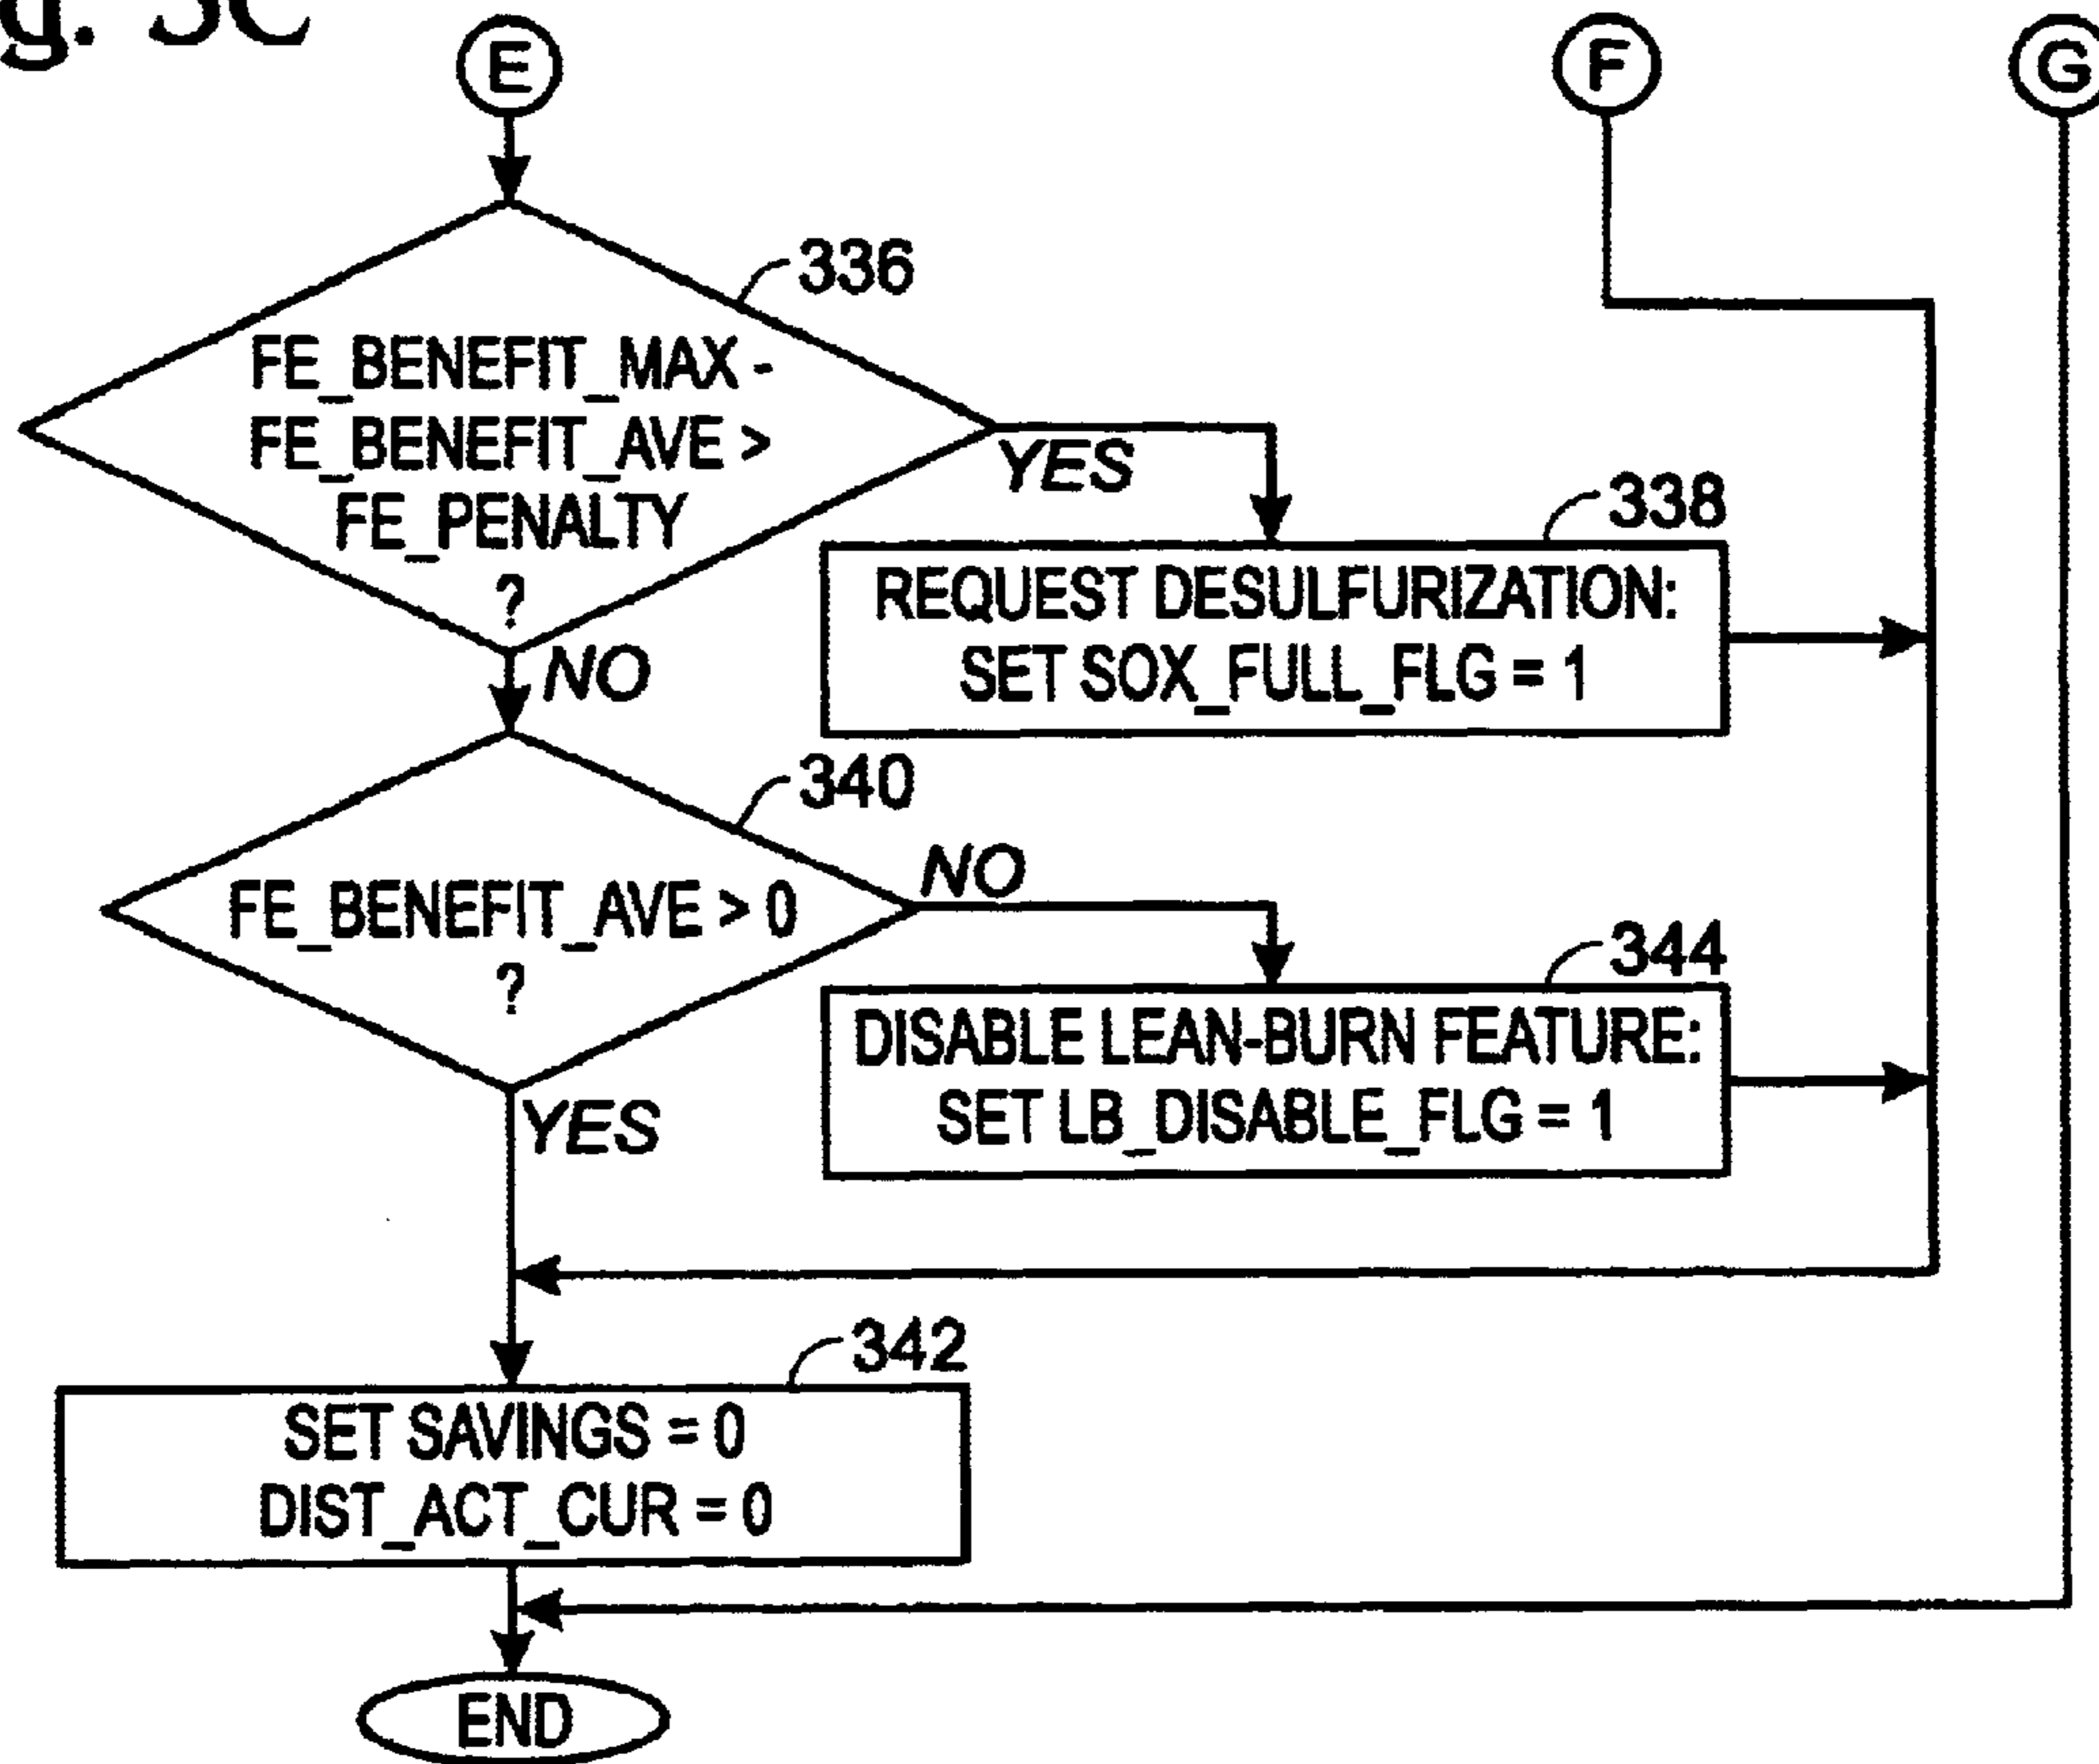 g. 3C
E
F
G
336
FE_BENEFIT_MAX -
FE_BENEFIT_AVE >
FE_PENALTY
?
YES
NO
338
REQUEST DESULFURIZATION:
SET SOX_FULL_FLG = 1
340
FE_BENEFIT_AVE > 0
?
NO
YES
344
DISABLE LEAN-BURN FEATURE:
SET LB_DISABLE_FLG = 1
342
SET SAVINGS = 0
DIST_ACT_CUR = 0
END